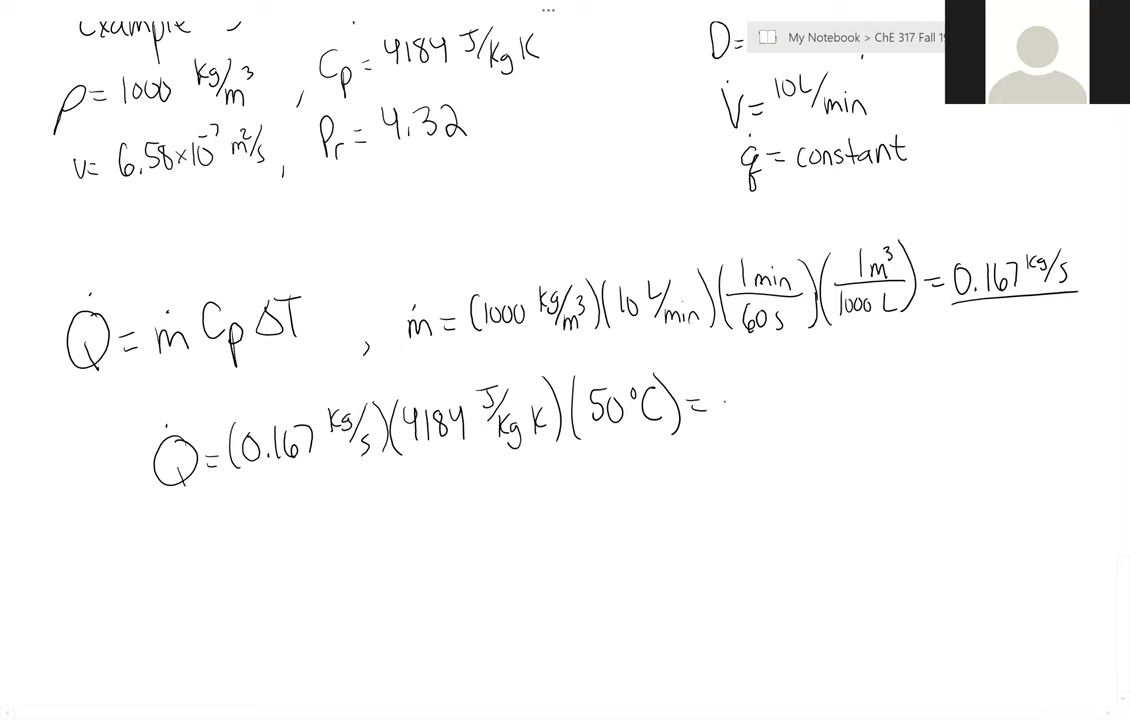 example
ρ = 1000 kg/m³ , Cp = 4184 J/kg K
ν = 6.58×10⁻⁷ m²/s , Pr = 4.32
D=
V̇ = 10 L/min
q̇ = constant
My Notebook > ChE 317 Fall 19
Q̇ = ṁ Cp ΔT , ṁ = (1000 kg/m³)(10 L/min)(1 min/60 s)(1 m³/1000 L) = 0.167 kg/s
Q̇ = (0.167 kg/s)(4184 J/kg K)(50°C) =